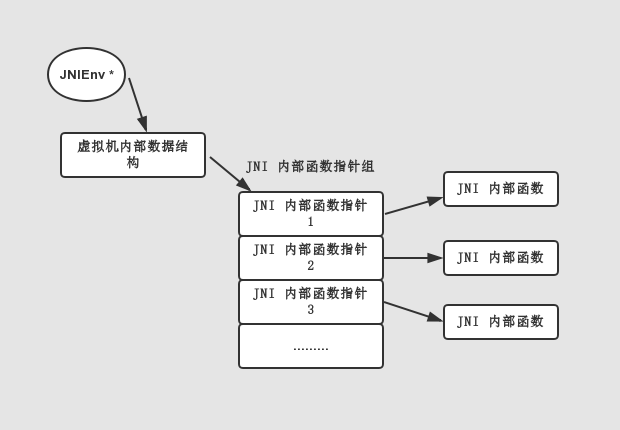 JNIEnv *
虚拟机内部数据结
构
JNI 内部函数指针组
JNI 内部函数指针
1
JNI 内部函数指针
2
JNI 内部函数指针
3
.........
JNI 内部函数
JNI 内部函数
JNI 内部函数